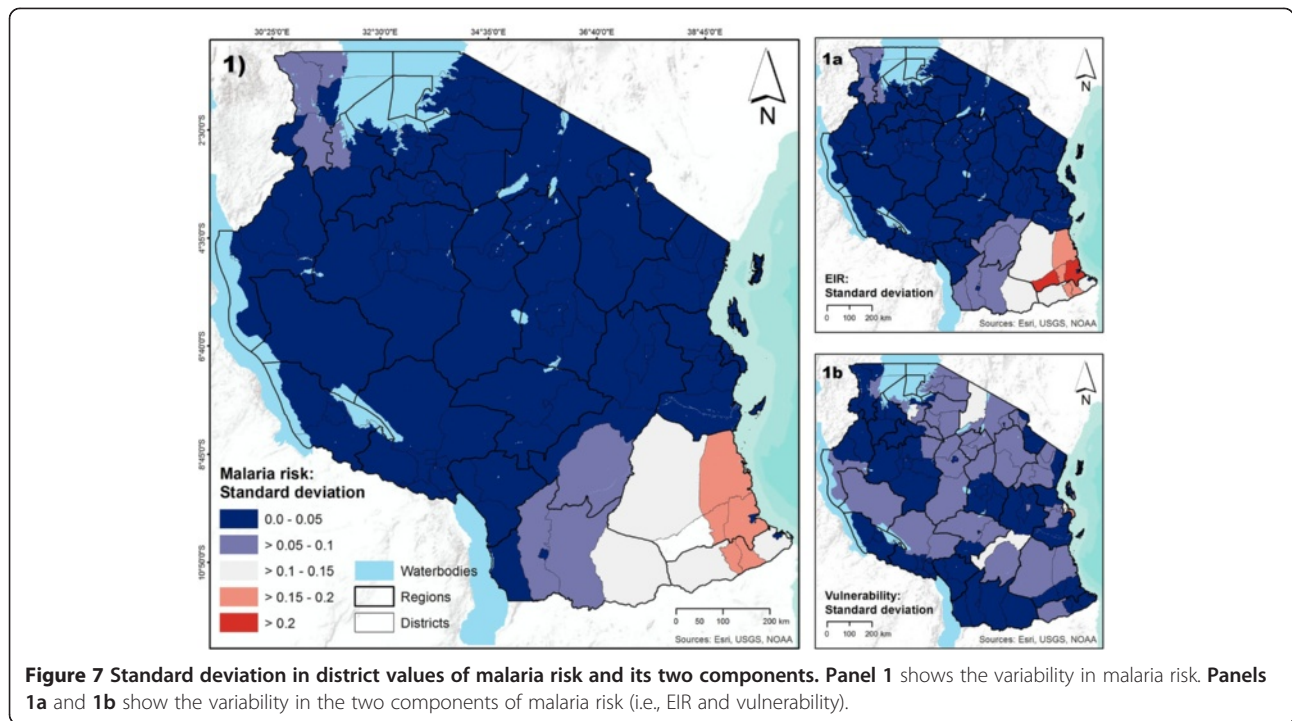 30°25'0"E 32°30'0"E 34°35'0"E 36°40'0"E 38°45'0"E
1)
N
2°30'0"S
4°35'0"S
6°40'0"S
8°45'0"S
10°50'0"S
Malaria risk:
Standard deviation
0.0 - 0.05
> 0.05 - 0.1
> 0.1 - 0.15
> 0.15 - 0.2
> 0.2
Waterbodies
Regions
Districts
0 50 100 200 km
Sources: Esri, USGS, NOAA
1a
N
EIR:
Standard deviation
0 100 200 km
Sources: Esri, USGS, NOAA
1b
N
Vulnerability:
Standard deviation
0 100 200 km
Sources: Esri, USGS, NOAA
Figure 7 Standard deviation in district values of malaria risk and its two components. Panel 1 shows the variability in malaria risk. Panels
1a and 1b show the variability in the two components of malaria risk (i.e., EIR and vulnerability).